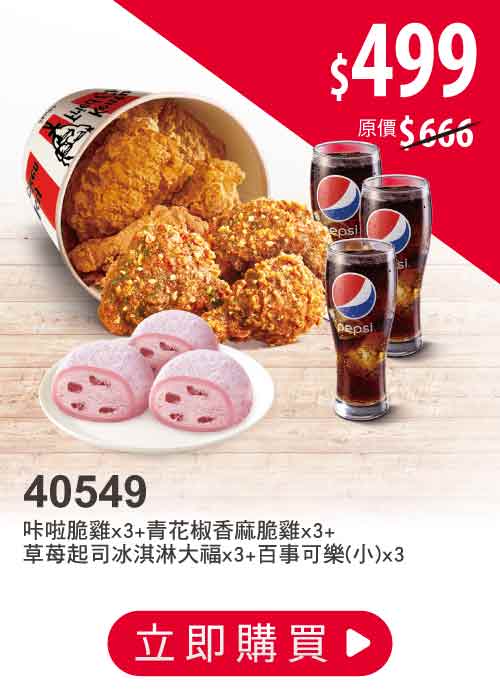 $499
原價$666
pepsi
pepsi
40549
咔啦脆雞x3+青花椒香麻脆雞x3+
草莓起司冰淇淋大福x3+百事可樂(小)x3
立即購買